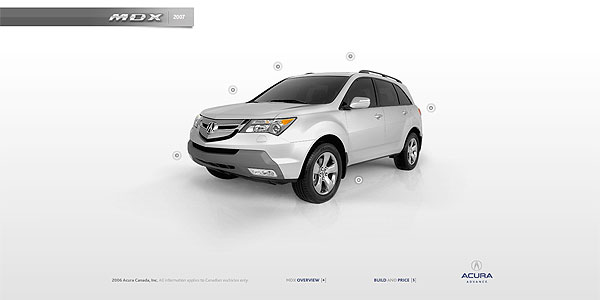 MDX 2007
2006 Acura Canada, Inc. All information applies to Canadian vehicles only.
MDX OVERVIEW [+]
BUILD AND PRICE [$]
ACURA
ADVANCE